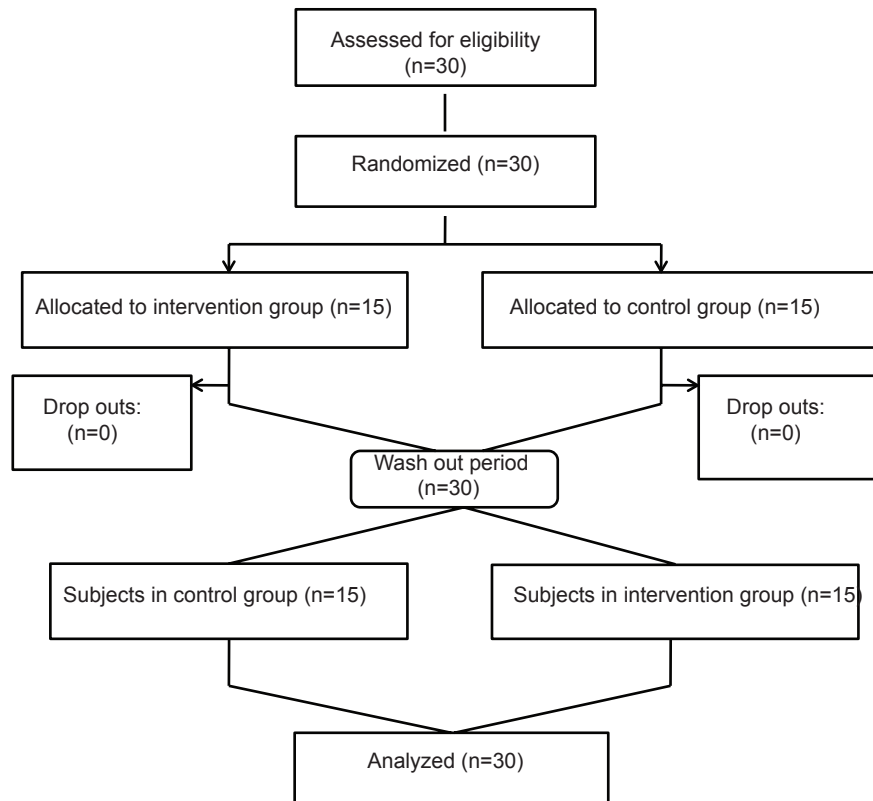 Assessed for eligibility
(n=30)
Randomized (n=30)
Allocated to intervention group (n=15)
Allocated to control group (n=15)
Drop outs:
(n=0)
Drop outs:
(n=0)
Wash out period
(n=30)
Subjects in control group (n=15)
Subjects in intervention group (n=15)
Analyzed (n=30)